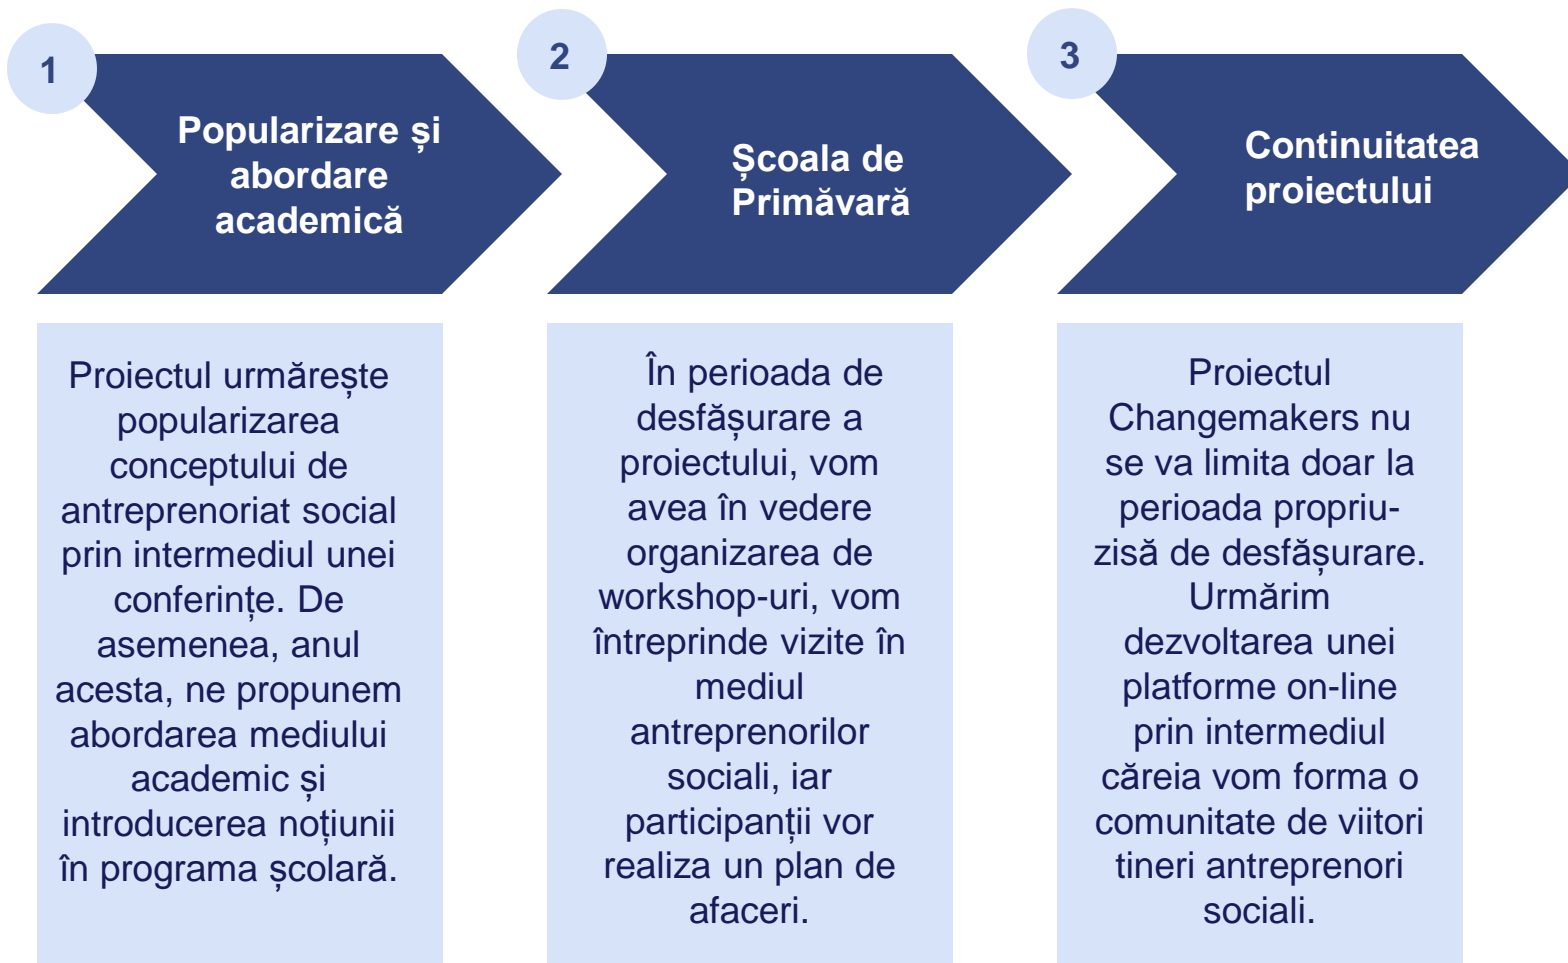 1
Popularizare și
abordare
academică
Proiectul urmărește
popularizarea
conceptului de
antreprenoriat social
prin intermediul unei
conferințe. De
asemenea, anul
acesta, ne propunem
abordarea mediului
academic și
introducerea noțiunii
în programa școlară.
2
Școala de
Primăvară
În perioada de
desfășurare a
proiectului, vom
avea în vedere
organizarea de
workshop-uri, vom
întreprinde vizite în
mediul
antreprenorilor
sociali, iar
participanții vor
realiza un plan de
afaceri.
3
Continuitatea
proiectului
Proiectul
Changemakers nu
se va limita doar la
perioada propriu-
zisă de desfășurare.
Urmărim
dezvoltarea unei
platforme on-line
prin intermediul
căreia vom forma o
comunitate de viitori
tineri antreprenori
sociali.